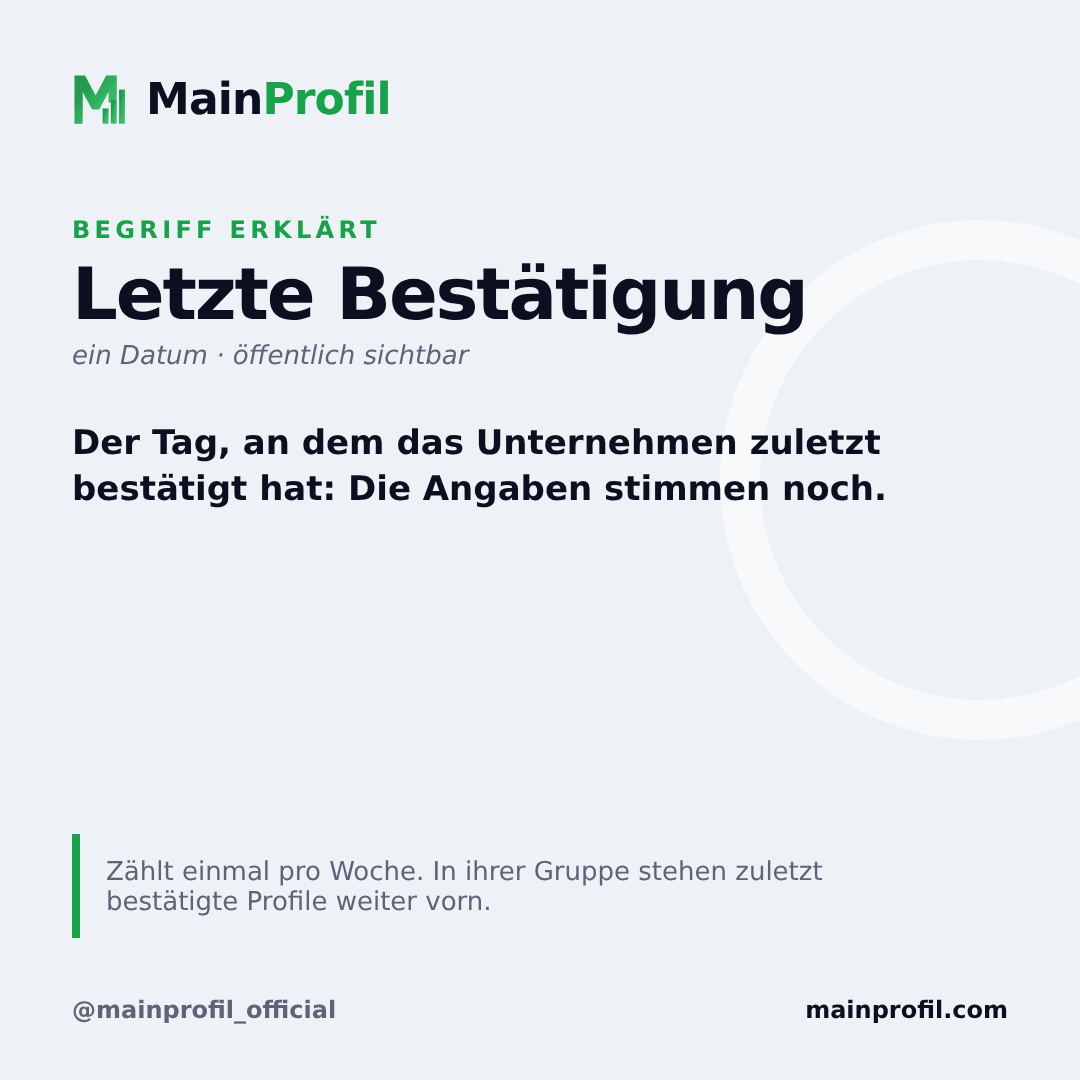 MainProfil
BEGRIFF ERKLÄRT
Letzte Bestätigung
ein Datum · öffentlich sichtbar
Der Tag, an dem das Unternehmen zuletzt
bestätigt hat: Die Angaben stimmen noch.
Zählt einmal pro Woche. In ihrer Gruppe stehen zuletzt
bestätigte Profile weiter vorn.
@mainprofil_official
mainprofil.com